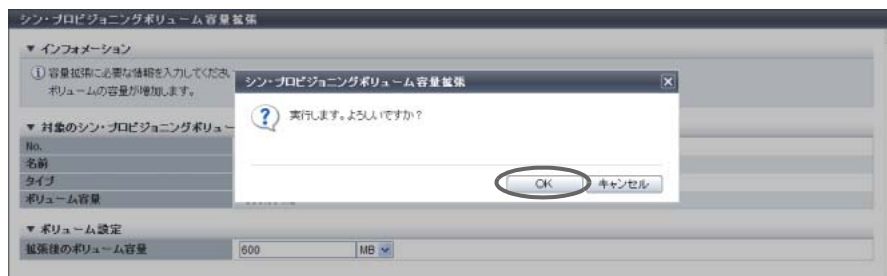 シン・プロビジョニングボリューム容量拡張
▼ インフォメーション
容量拡張に必要な情報を入力してくださ
ボリュームの容量が増加します。
シン・プロビジョニングボリューム容量拡張
実行します。よろしいですか?
OK
キャンセル
▼ 対象のシン・プロビジョニングボリュー
No.
名前
タイプ
ボリューム容量
▼ ボリューム設定
拡張後のボリューム容量 600 MB